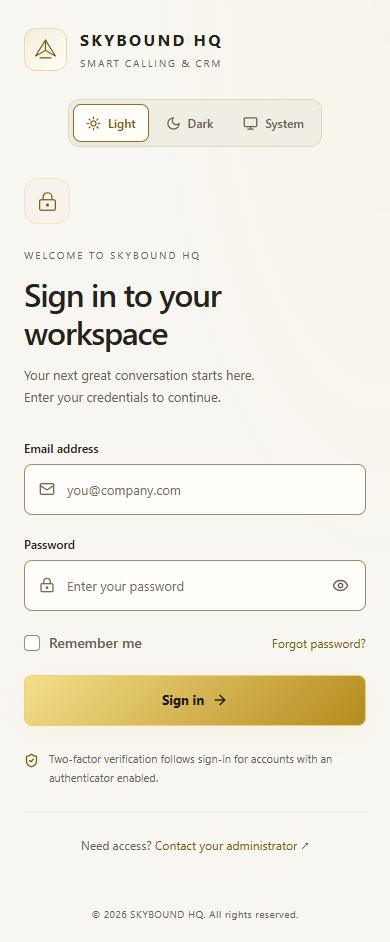 SKYBOUND HQ
SMART CALLING & CRM
Light Dark System
WELCOME TO SKYBOUND HQ
Sign in to your
workspace
Your next great conversation starts here.
Enter your credentials to continue.
Email address
you@company.com
Password
Enter your password
Remember me Forgot password?
Sign in →
Two-factor verification follows sign-in for accounts with an
authenticator enabled.
Need access? Contact your administrator ↗
© 2026 SKYBOUND HQ. All rights reserved.